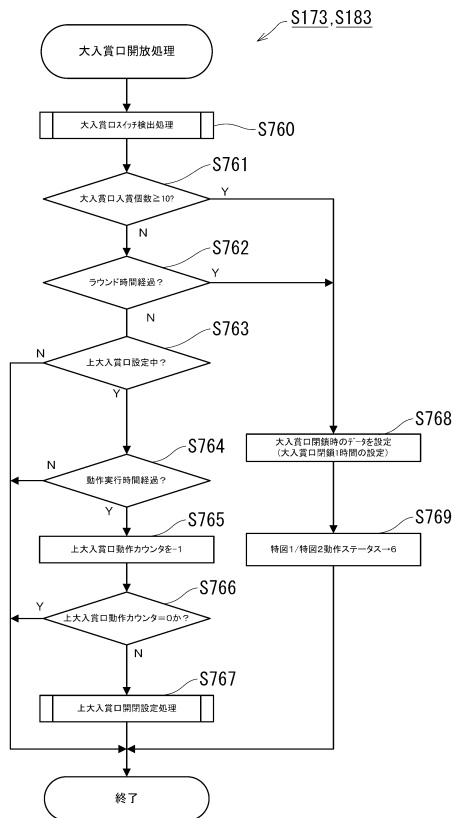 S173,S183
大入賞口開放処理
大入賞口スイッチ検出処理
S760
S761
大入賞口入賞個数≧10?
Y
N
S762
ラウンド時間経過?
Y
N
S763
N
上大入賞口設定中?
Y
S764
N
動作実行時間経過?
Y
S765
上大入賞口動作カウンタを-1
S766
Y
上大入賞口動作カウンタ=0か?
N
S767
上大入賞口開閉設定処理
S768
大入賞口閉鎖時のデータを設定
(大入賞口閉鎖1時間の設定)
S769
特図1/特図2動作ステータス→6
終了